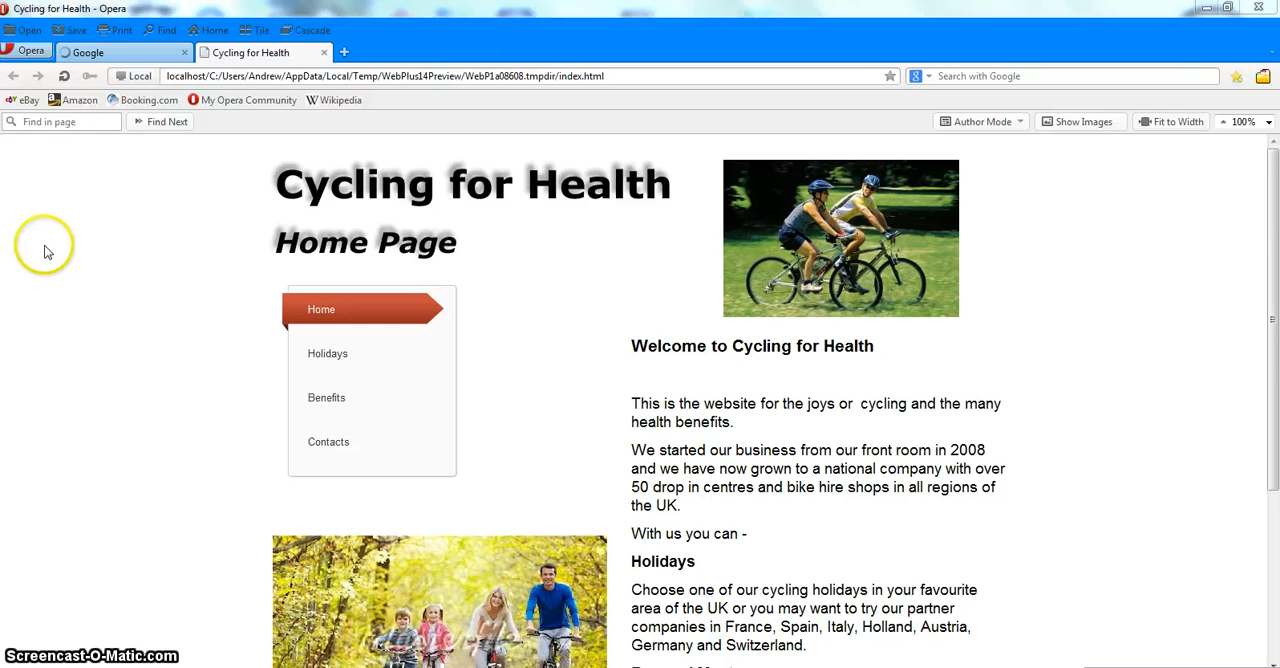 Cycling for Health - Opera
Open Save Print Find Home Tile Cascade
Opera Google Cycling for Health
Local localhost/C:/Users/Andrew/AppData/Local/Temp/WebPlus14Preview/WebP1a08608.tmpdir/index.html Search with Google
eBay Amazon Booking.com My Opera Community Wikipedia
Find in page Find Next Author Mode Show Images Fit to Width 100%
Cycling for Health
Home Page
Home
Holidays
Benefits
Contacts
Welcome to Cycling for Health
This is the website for the joys or cycling and the many
health benefits.
We started our business from our front room in 2008
and we have now grown to a national company with over
50 drop in centres and bike hire shops in all regions of
the UK.
With us you can -
Holidays
Choose one of our cycling holidays in your favourite
area of the UK or you may want to try our partner
companies in France, Spain, Italy, Holland, Austria,
Germany and Switzerland.
Screencast-O-Matic.com